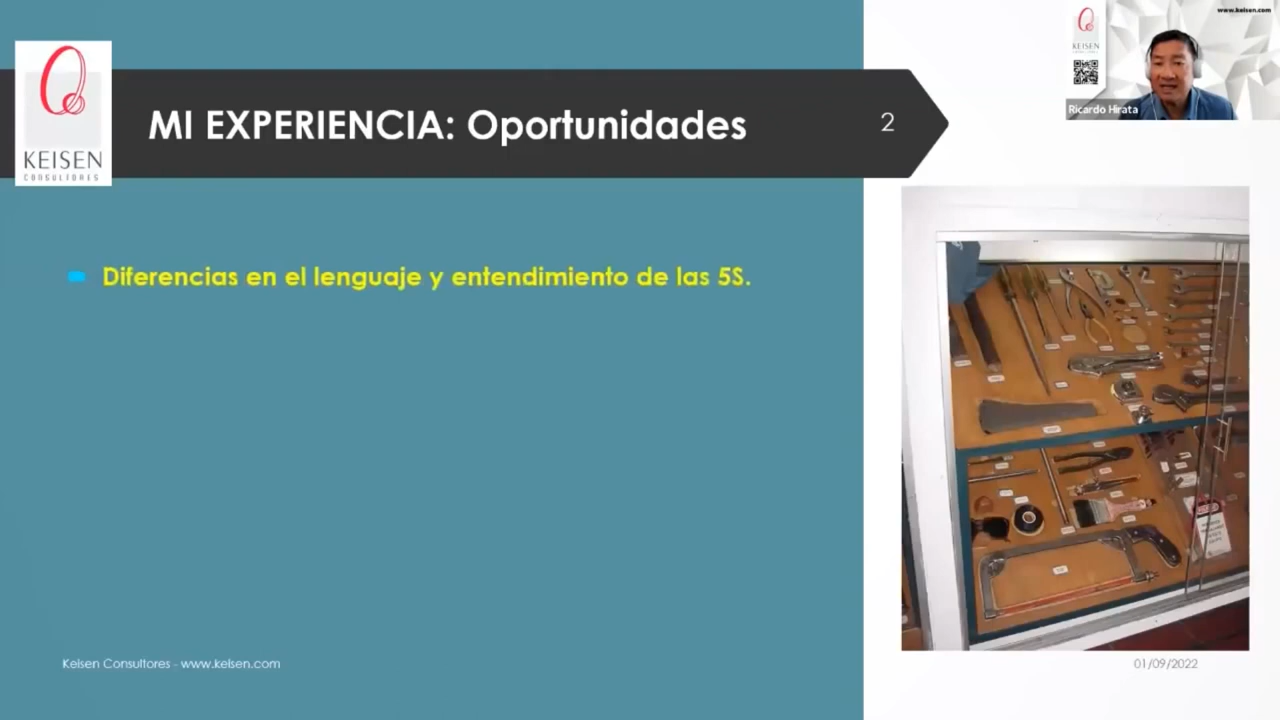 www.keisen.com
KEISEN
Ricardo Hirata
KEISEN
CONSULTORES
MI EXPERIENCIA: Oportunidades
2
Diferencias en el lenguaje y entendimiento de las 5S.
Keisen Consultores - www.keisen.com
01/09/2022